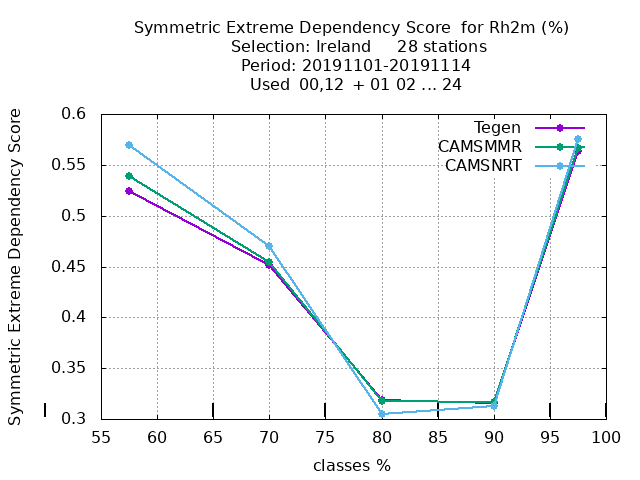 Symmetric Extreme Dependency Score for Rh2m (%)
Selection: Ireland 28 stations
Period: 20191101-20191114
Used 00,12 + 01 02 ... 24
Symmetric Extreme Dependency Score
0.6
0.55
0.5
0.45
0.4
0.35
0.3
Tegen
CAMSMMR
CAMSNRT
55 60 65 70 75 80 85 90 95 100
classes %